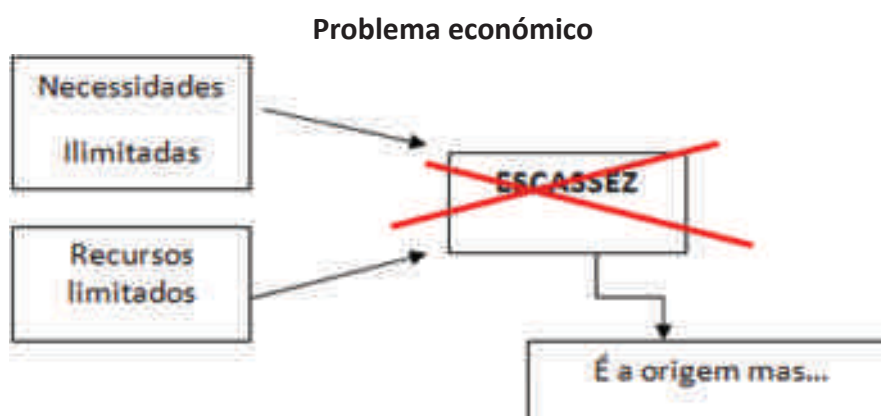 Problema económico
Necessidades
Ilimitadas
ESCASSEZ
Recursos
limitados
É a origem mas...